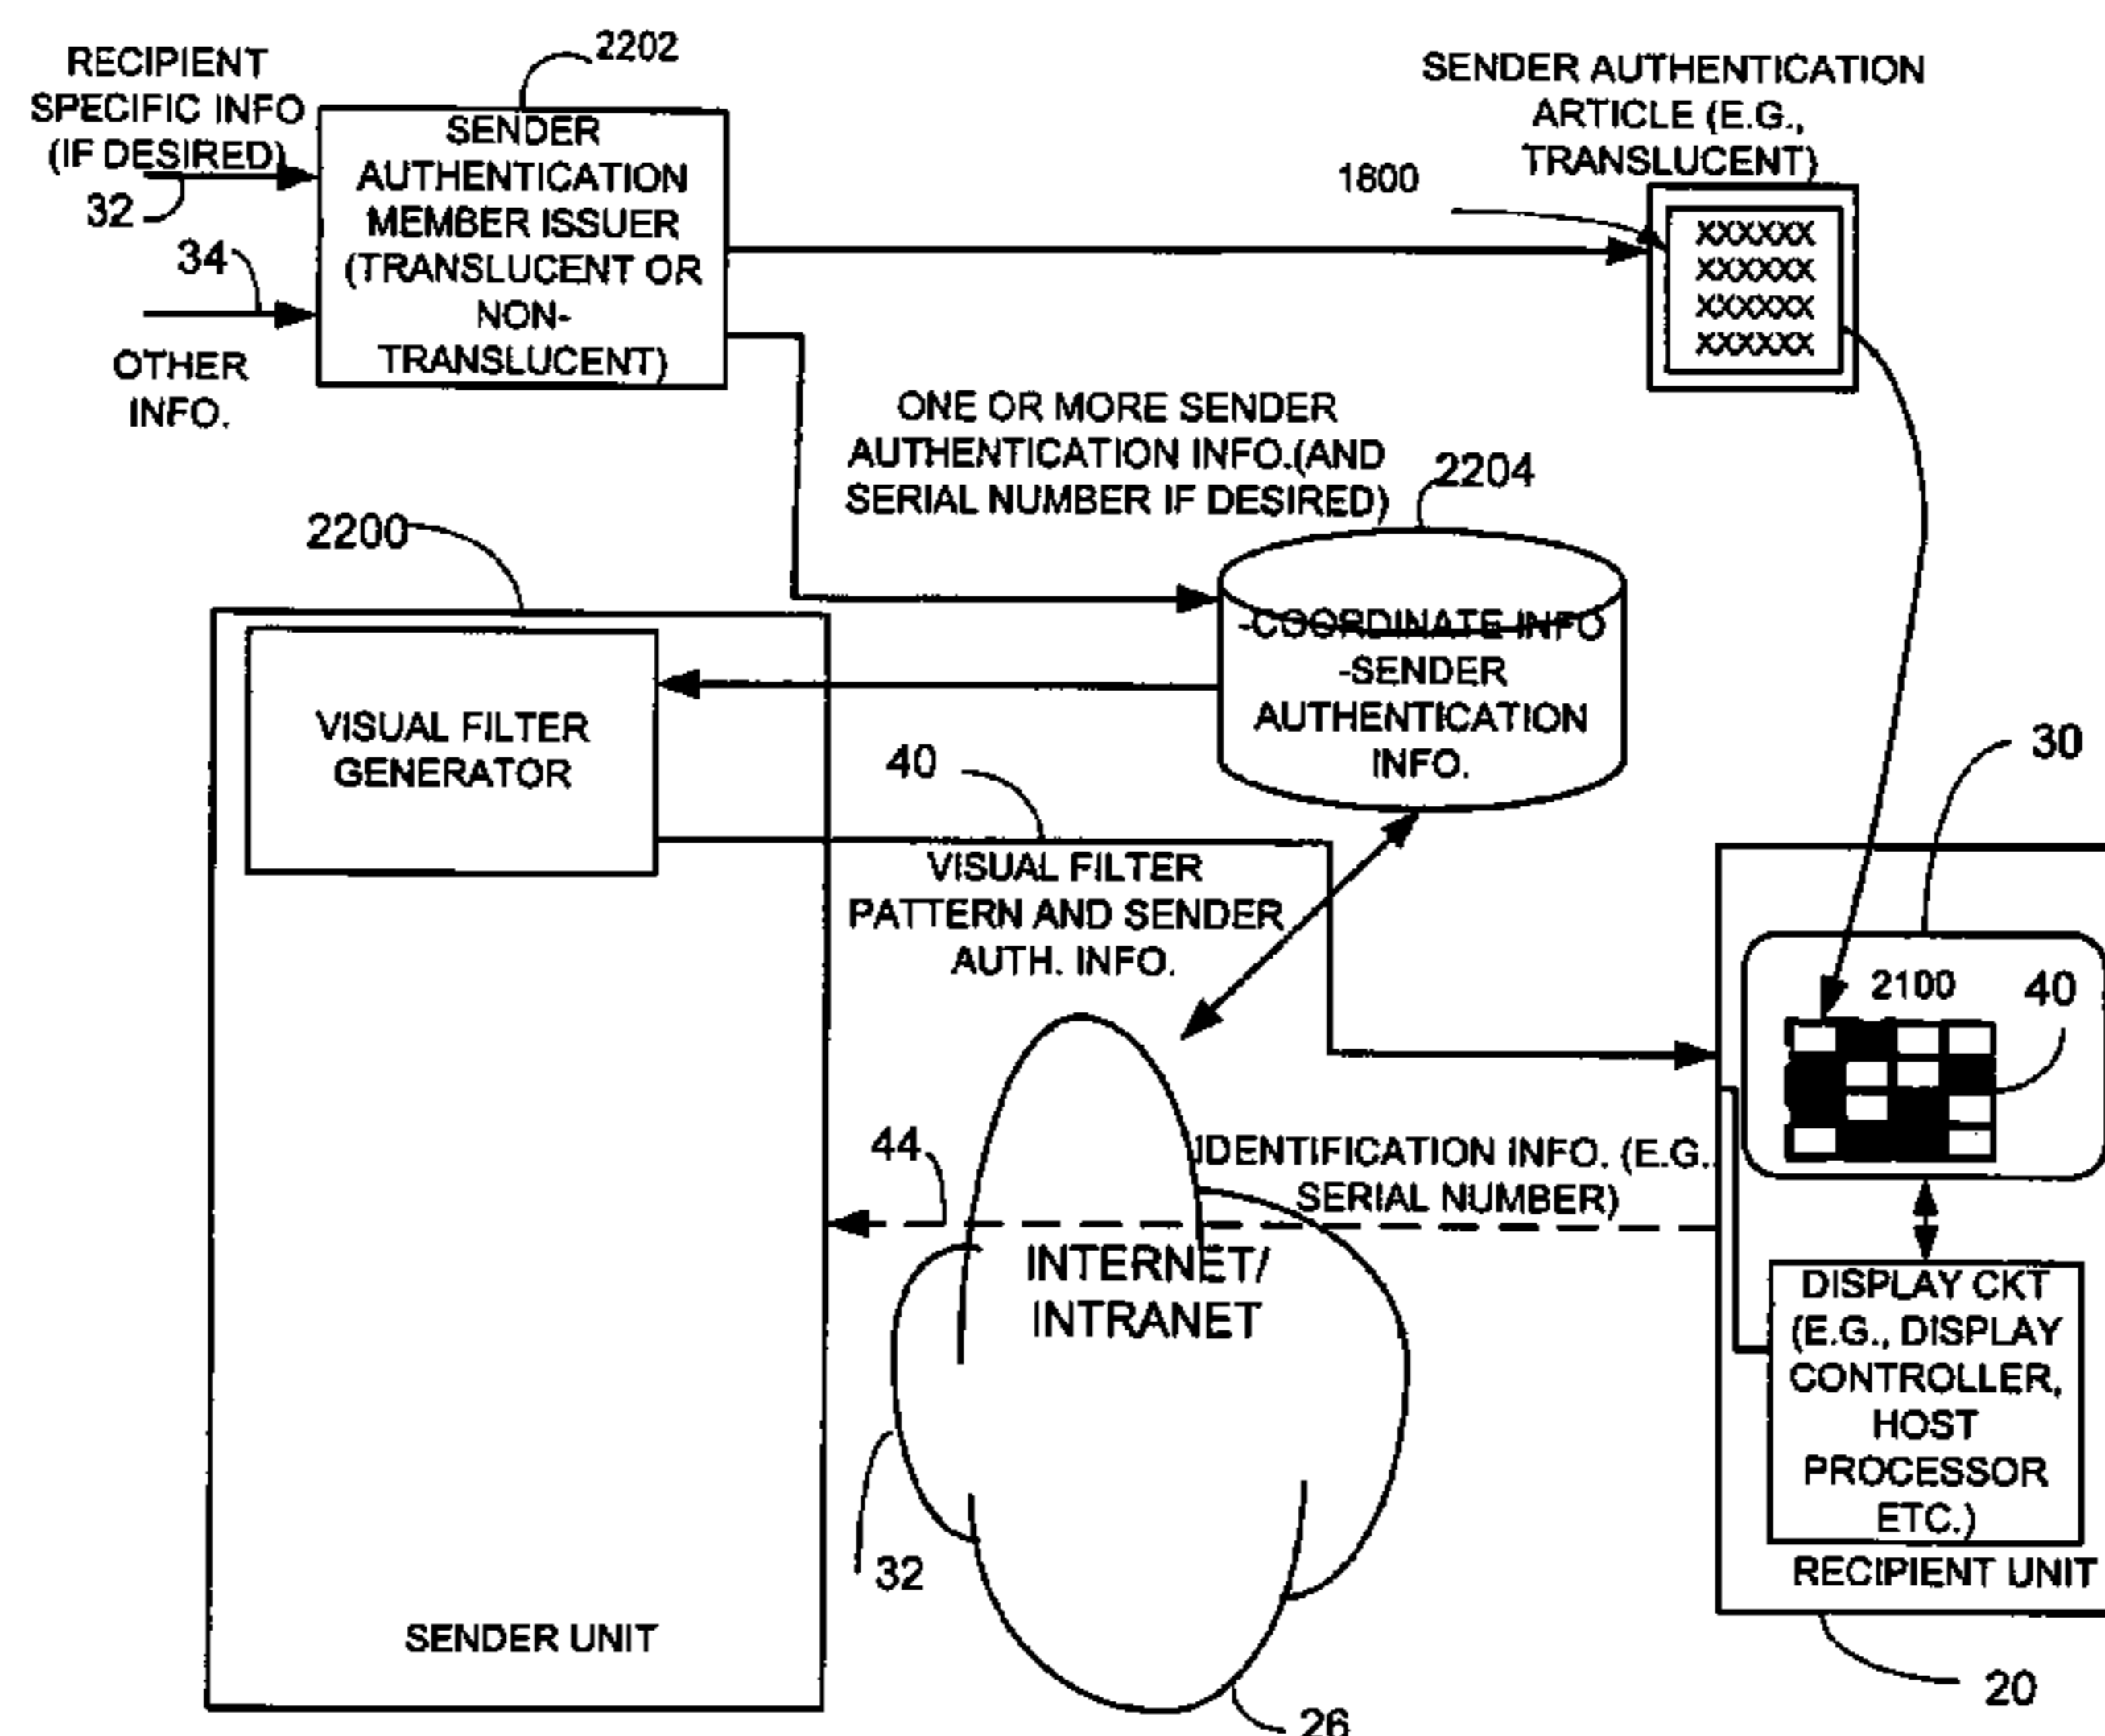 RECIPIENT
SPECIFIC INFO
(IF DESIRED)
32
34
OTHER
INFO.
2202
SENDER
AUTHENTICATION
MEMBER ISSUER
(TRANSLUCENT OR
NON-
TRANSLUCENT)
SENDER AUTHENTICATION
ARTICLE (E.G.,
TRANSLUCENT)
1800
XXXXXX
XXXXXX
XXXXXX
XXXXXX
ONE OR MORE SENDER
AUTHENTICATION INFO.(AND
SERIAL NUMBER IF DESIRED)
2204
-COORDINATE INFO
-SENDER
AUTHENTICATION
INFO.
2200
VISUAL FILTER
GENERATOR
40
VISUAL FILTER
PATTERN AND SENDER
AUTH. INFO.
30
2100
40
44
IDENTIFICATION INFO. (E.G.,
SERIAL NUMBER)
INTERNET/
INTRANET
DISPLAY CKT
(E.G., DISPLAY
CONTROLLER,
HOST
PROCESSOR
ETC.)
RECIPIENT UNIT
32
SENDER UNIT
20
26